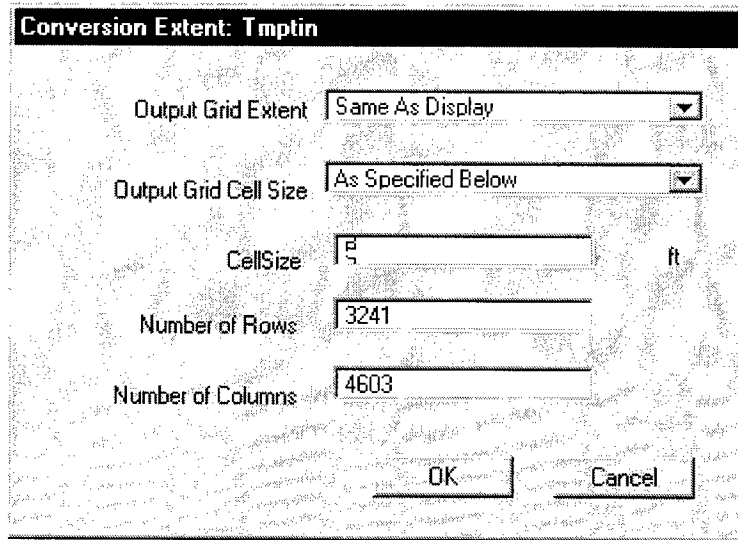 Conversion Extent: Tmptin
Output Grid Extent Same As Display
Output Grid Cell Size As Specified Below
CellSize ft
Number of Rows 3241
Number of Columns 4603
OK Cancel